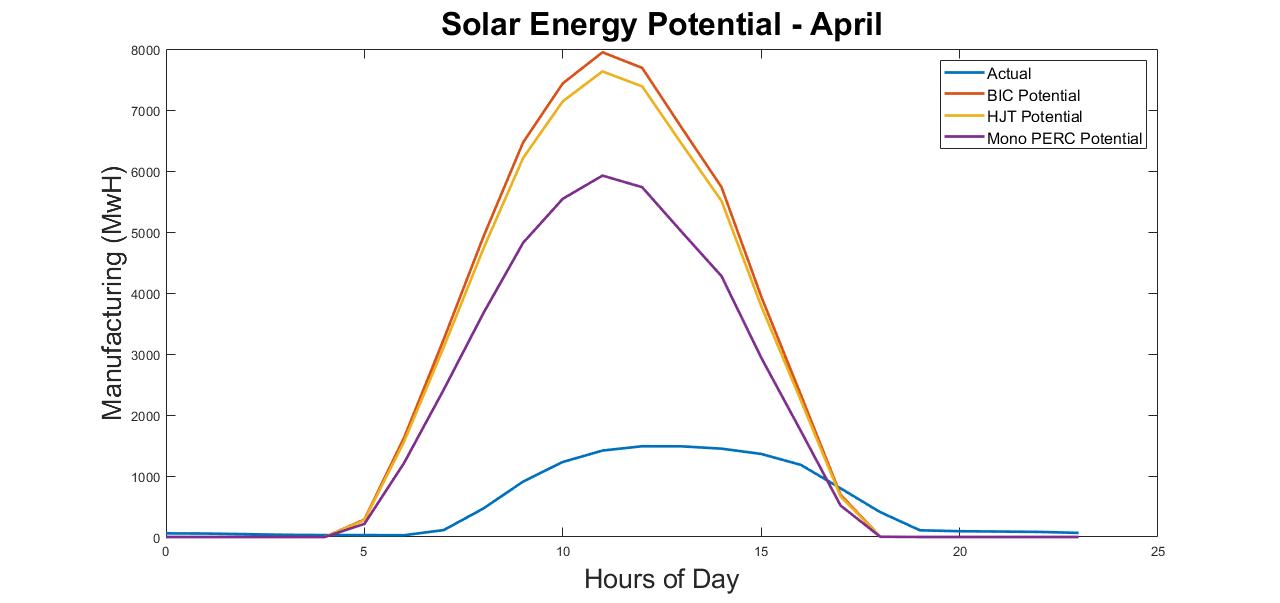 Solar Energy Potential - April
8000
7000
6000
5000
4000
3000
2000
1000
0
Manufacturing (MwH)
Actual
BIC Potential
HJT Potential
Mono PERC Potential
0 5 10 15 20 25
Hours of Day